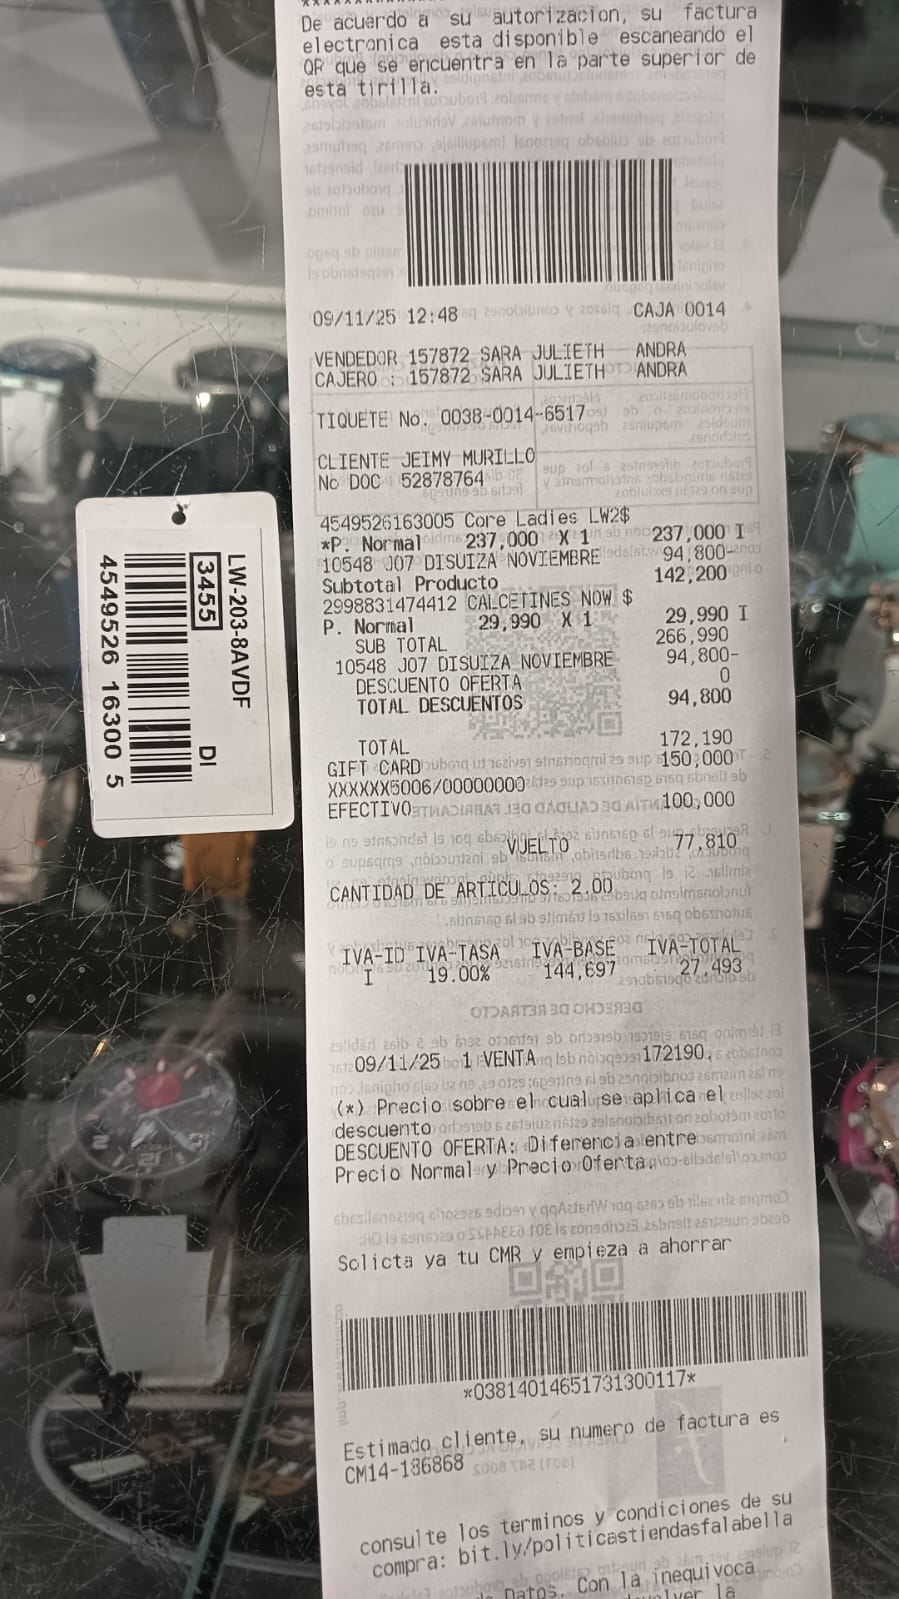 De acuerdo a su autorizacion, su factura
electronica esta disponible escaneando el
QR que se encuentra en la parte superior de
esta tirilla.
09/11/25 12:48 CAJA 0014
VENDEDOR 157872 SARA JULIETH ANDRA
CAJERO : 157872 SARA JULIETH ANDRA
TIQUETE No. 0038-0014-6517
CLIENTE JEIMY MURILLO
No DOC 52878764
4549526163005 Core Ladies LW2$
*P. Normal 237,000 X 1 237,000 I
10548 J07 DISUIZA NOVIEMBRE 94,800-
Subtotal Producto 142,200
2998831474412 CALCETINES NOW $
P. Normal 29,990 X 1 29,990 I
SUB TOTAL 266,990
10548 J07 DISUIZA NOVIEMBRE 94,800-
DESCUENTO OFERTA 0
TOTAL DESCUENTOS 94,800
TOTAL 172,190
GIFT CARD 150,000
XXXXXX5006/00000000
EFECTIVO 100,000
VUELTO 77,810
CANTIDAD DE ARTICULOS: 2.00
IVA-ID IVA-TASA IVA-BASE IVA-TOTAL
I 19.00% 144,697 27,493
09/11/25 1 VENTA 172190.
(*) Precio sobre el cual se aplica el
descuento
DESCUENTO OFERTA: Diferencia entre
Precio Normal y Precio Oferta.
Solicta ya tu CMR y empieza a ahorrar
*03814014651731300117*
Estimado cliente, su numero de factura es
CM14-186868
consulte los terminos y condiciones de su
compra: bit.ly/politicastiendasfalabella
Datos. Con la inequivoca
LW-203-8AVDF
3455 DI
4549526 16300 5